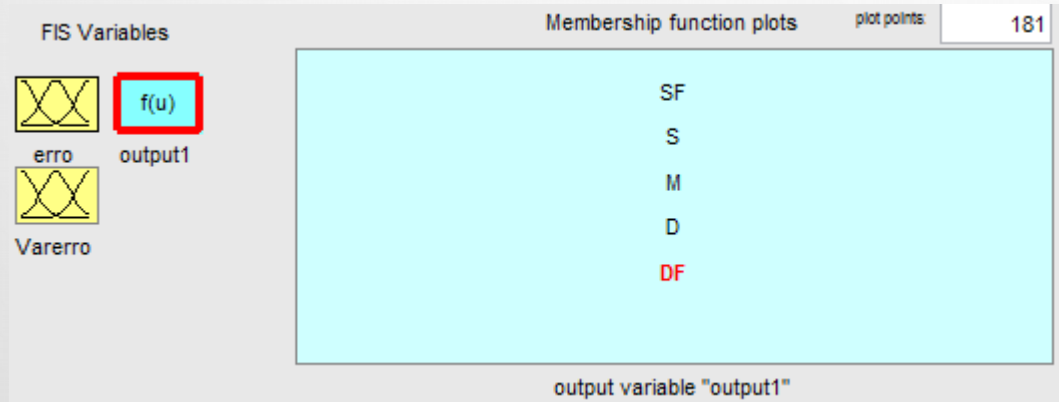 FIS Variables
Membership function plots
plot points:
181
f(u)
erro
output1
Varerro
SF
S
M
D
DF
output variable "output1"